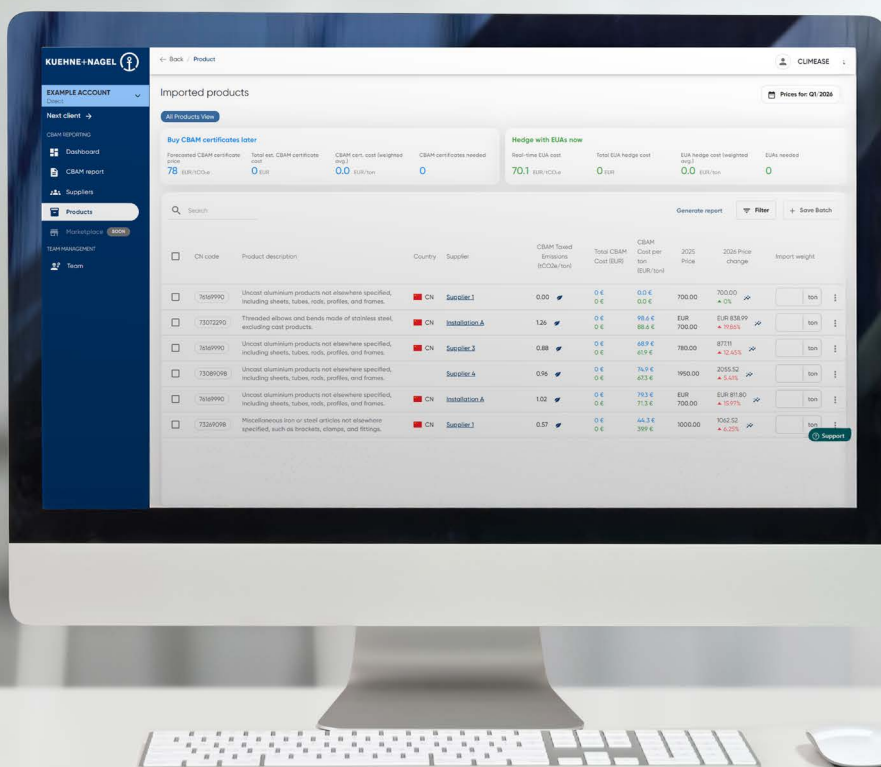 KUEHNE+NAGEL
← Back / Product
CLIMEASE
EXAMPLE ACCOUNT
Direct
Next client →
CBAM REPORTING
Dashboard
CBAM report
Suppliers
Products
Marketplace SOON
TEAM MANAGEMENT
Team
Imported products
Prices for: Q1/2026
All Products View
Buy CBAM certificates later
Forecasted CBAM certificate price
78 EUR/tCO₂e
Total est. CBAM certificate cost
0 EUR
CBAM cert. cost (weighted avg.)
0.0 EUR/ton
CBAM certificates needed
0
Hedge with EUAs now
Real-time EUA cost
70.1 EUR/tCO₂e
Total EUA hedge cost
0 EUR
EUA hedge cost (weighted avg.)
0.0 EUR/ton
EUAs needed
0
Search
Generate report
Filter
+ Save Batch
CN code
Product description
Country
Supplier
CBAM Taxed Emissions (tCO2e/ton)
Total CBAM Cost (EUR)
CBAM Cost per ton (EUR/ton)
2025 Price
2026 Price change
Import weight
76169990
Uncast aluminium products not elsewhere specified,
including sheets, tubes, rods, profiles, and frames.
CN
Supplier 1
0.00
0 €
0 €
0.0 €
0.0 €
700.00
700.00
▲ 0%
ton
73072290
Threaded elbows and bends made of stainless steel,
excluding cast products.
CN
Installation A
1.26
0 €
0 €
98.6 €
88.6 €
EUR 700.00
EUR 838.99
▲ 19.86%
ton
76169990
Uncast aluminium products not elsewhere specified,
including sheets, tubes, rods, profiles, and frames.
CN
Supplier 3
0.88
0 €
0 €
68.9 €
61.9 €
780.00
877.11
▲ 12.45%
ton
73089098
Uncast aluminium products not elsewhere specified,
including sheets, tubes, rods, profiles, and frames.
Supplier 4
0.96
0 €
0 €
74.9 €
67.3 €
1950.00
2055.52
▲ 5.41%
ton
76169990
Uncast aluminium products not elsewhere specified,
including sheets, tubes, rods, profiles, and frames.
CN
Installation A
1.02
0 €
0 €
79.3 €
71.3 €
EUR 700.00
EUR 811.80
▲ 15.97%
ton
73269098
Miscellaneous iron or steel articles not elsewhere
specified, such as brackets, clamps, and fittings.
CN
Supplier 1
0.57
0 €
0 €
44.3 €
399 €
1000.00
1062.52
▲ 6.25%
ton
Support